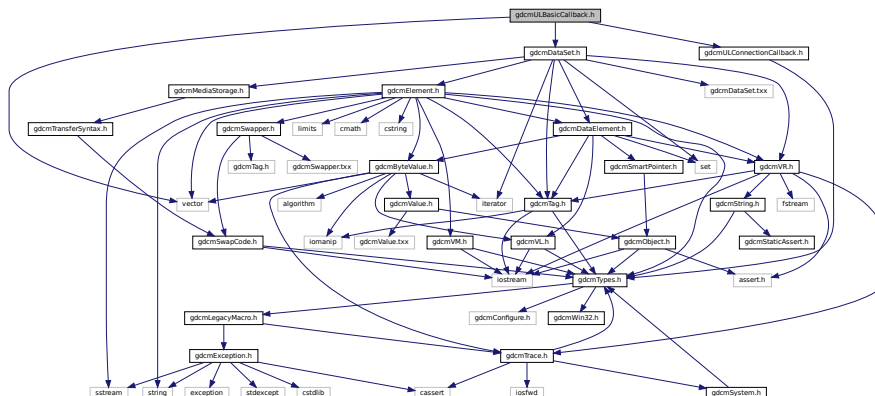 gdcmULBasicCallback.h
gdcmDataSet.h
gdcmULConnectionCallback.h
gdcmMediaStorage.h
gdcmElement.h
gdcmDataSet.txx
gdcmTransferSyntax.h
gdcmSwapper.h
limits
cmath
cstring
gdcmDataElement.h
gdcmTag.h
gdcmSwapper.txx
gdcmByteValue.h
gdcmSmartPointer.h
set
gdcmVR.h
vector
algorithm
gdcmValue.h
iterator
gdcmTag.h
gdcmString.h
fstream
gdcmSwapCode.h
iomanip
gdcmValue.txx
gdcmVM.h
gdcmVL.h
gdcmObject.h
gdcmStaticAssert.h
iostream
gdcmTypes.h
assert.h
gdcmLegacyMacro.h
gdcmConfigure.h
gdcmWin32.h
gdcmException.h
gdcmTrace.h
sstream
string
exception
stdexcept
cstdlib
cassert
iosfwd
gdcmSystem.h